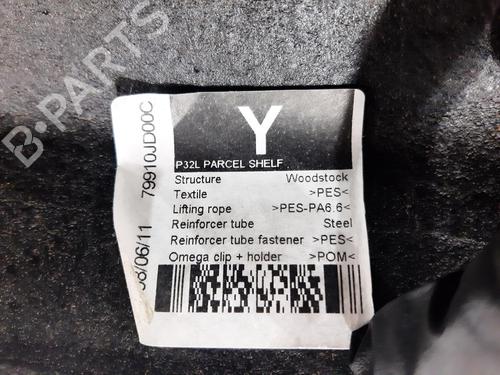 B-PARTS
Y
P32L PARCEL SHELF
Structure Woodstock
Textile >PES<
Lifting rope >PES-PA6.6<
Reinforcer tube Steel
Reinforcer tube fastener >PES<
Omega clip + holder >POM<
79910JD00C
/06/11